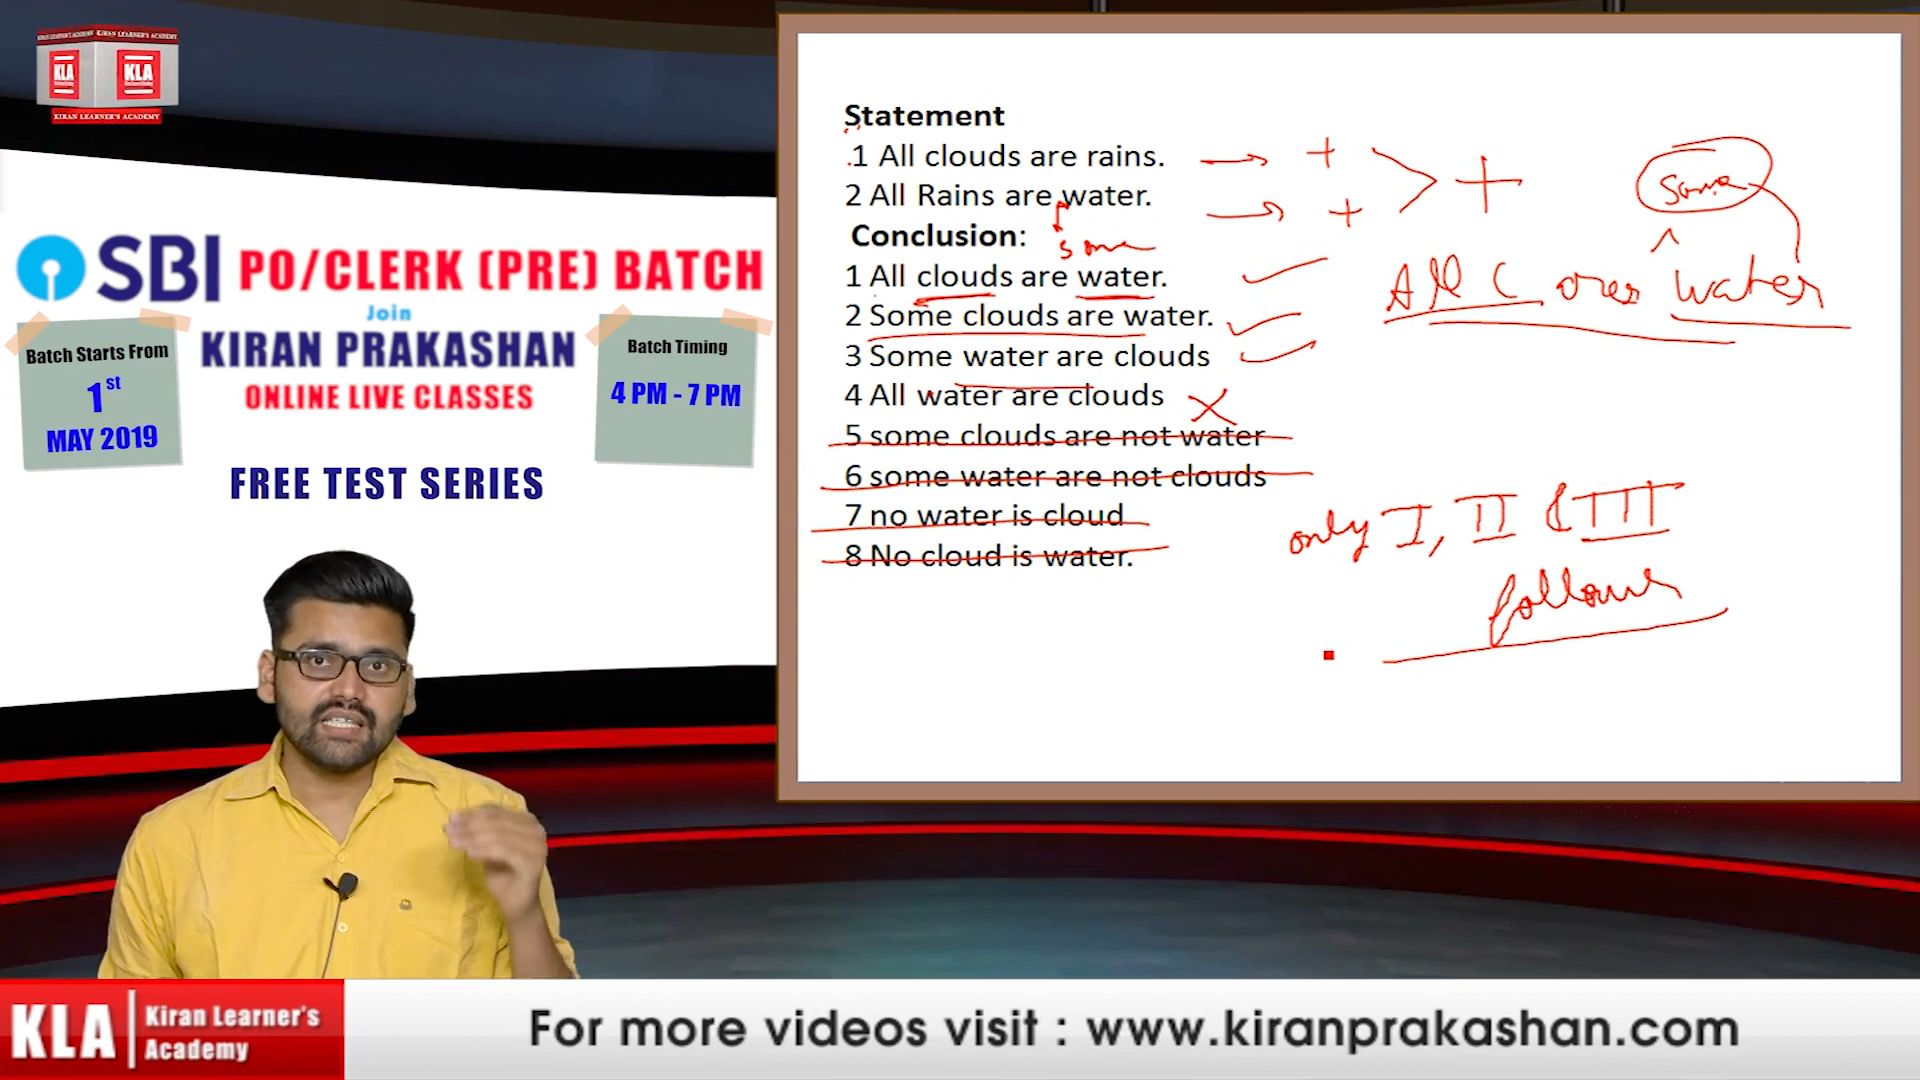 KIRAN LEARNER'S ACADEMY
KLA
KLA
KIRAN LEARNER'S ACADEMY
SBI PO/CLERK (PRE) BATCH
Join
KIRAN PRAKASHAN
ONLINE LIVE CLASSES
Batch Starts From
1st
MAY 2019
Batch Timing
4 PM - 7 PM
FREE TEST SERIES
Statement
1 All clouds are rains.
2 All Rains are water.
Conclusion:
some
1 All clouds are water.
2 Some clouds are water.
3 Some water are clouds
4 All water are clouds
5 some clouds are not water
6 some water are not clouds
7 no water is cloud
8 No cloud is water.
+
+
+
some
All C are water
only I, II & III
follows
KLA
Kiran Learner's
Academy
For more videos visit : www.kiranprakashan.com